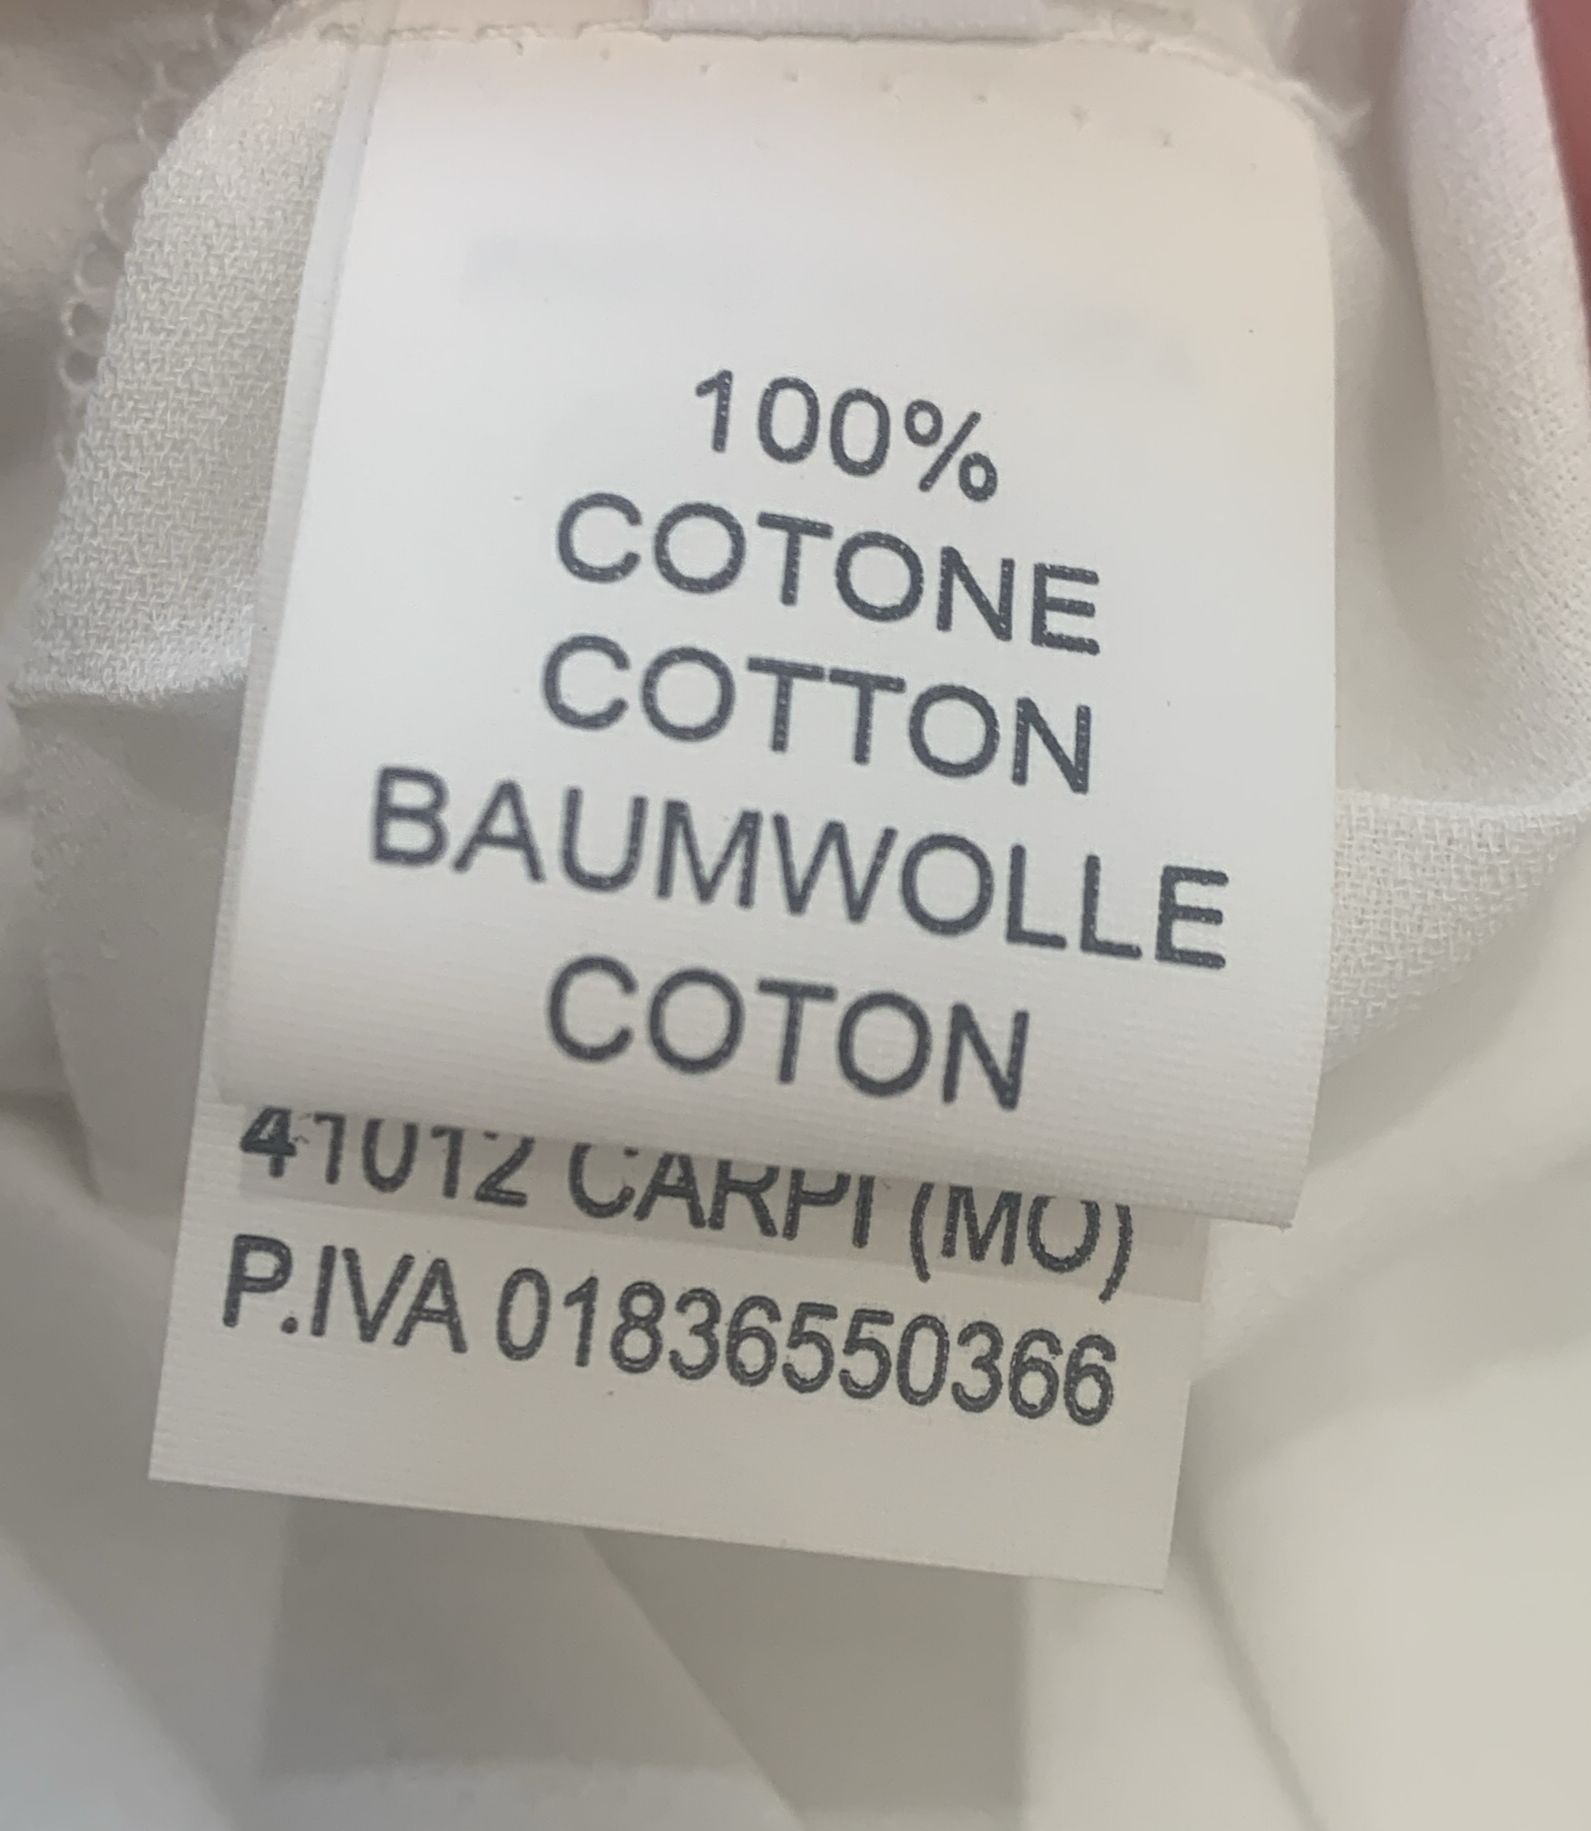 100%
COTONE
COTTON
BAUMWOLLE
COTON
41012 CARPI (MO)
P.IVA 01836550366